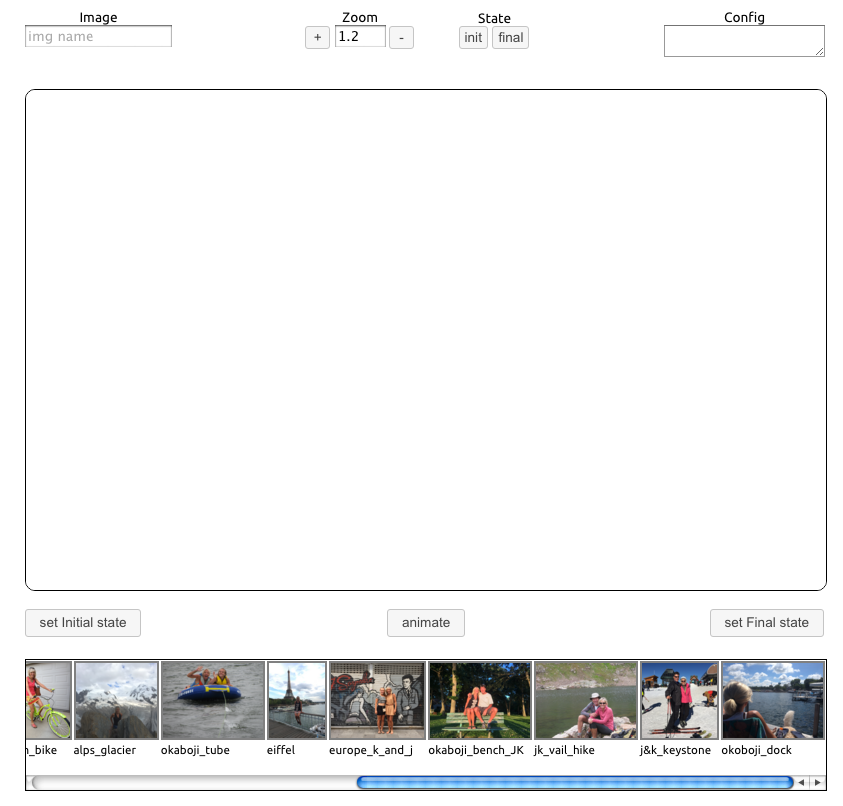 Image Zoom State Config
img name + 1.2 - init final
set Initial state animate set Final state
n_bike alps_glacier okaboji_tube eiffel europe_k_and_j okaboji_bench_JK jk_vail_hike j&k_keystone okoboji_dock